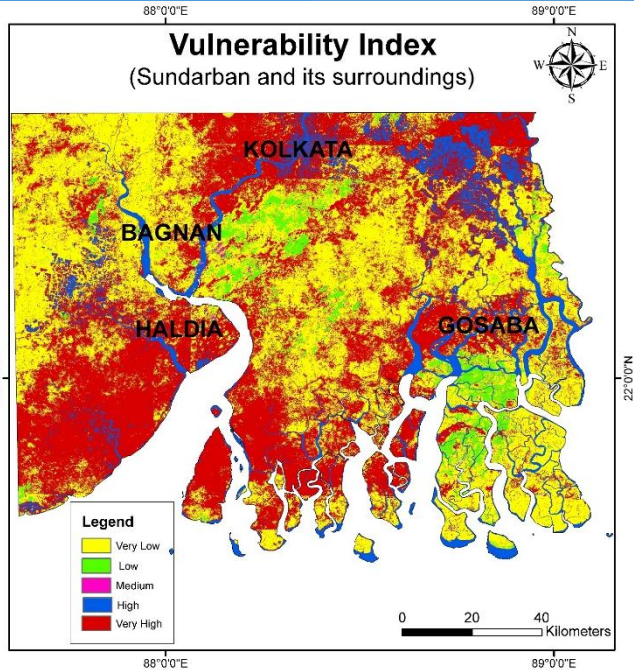 88°0'0"E 89°0'0"E
Vulnerability Index
(Sundarban and its surroundings)
N
W E
S
KOLKATA
BAGNAN
HALDIA
GOSABA
22°0'0"N
Legend
Very Low
Low
Medium
High
Very High
0 20 40
Kilometers
88°0'0"E 89°0'0"E